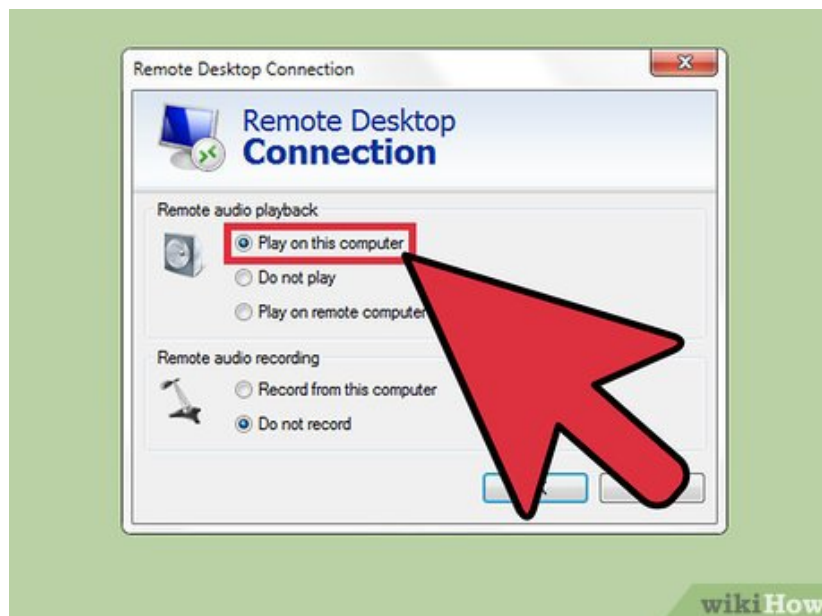 Remote Desktop Connection
Remote Desktop
Connection
Remote audio playback
Play on this computer
Do not play
Play on remote computer
Remote audio recording
Record from this computer
Do not record
wikiHow